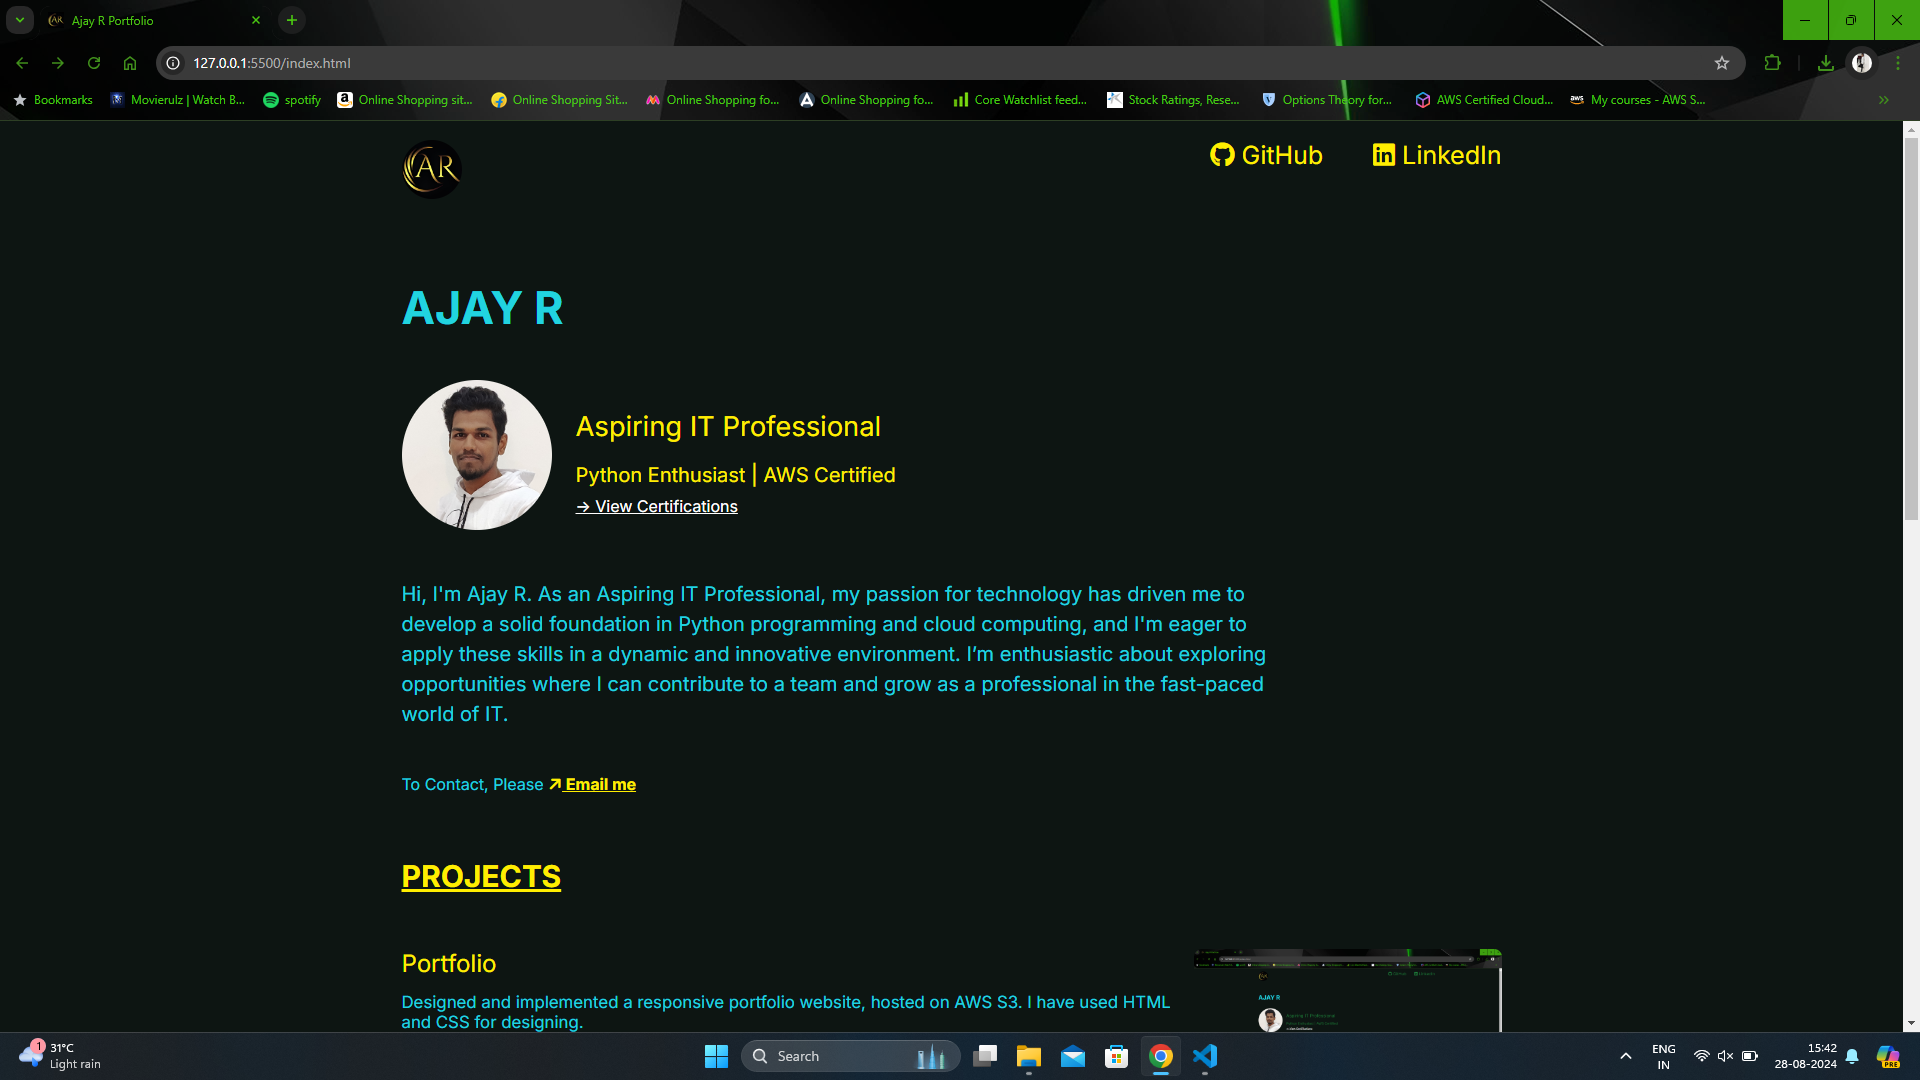 Ajay R Portfolio
127.0.0.1:5500/index.html
Bookmarks
Movierulz | Watch B...
spotify
Online Shopping sit...
Online Shopping Sit...
Online Shopping fo...
Online Shopping fo...
Core Watchlist feed...
Stock Ratings, Rese...
Options Theory for...
AWS Certified Cloud...
My courses - AWS S...
AR
GitHub
LinkedIn
AJAY R
Aspiring IT Professional
Python Enthusiast | AWS Certified
→ View Certifications
Hi, I'm Ajay R. As an Aspiring IT Professional, my passion for technology has driven me to
develop a solid foundation in Python programming and cloud computing, and I'm eager to
apply these skills in a dynamic and innovative environment. I’m enthusiastic about exploring
opportunities where I can contribute to a team and grow as a professional in the fast-paced
world of IT.
To Contact, Please Email me
PROJECTS
Portfolio
Designed and implemented a responsive portfolio website, hosted on AWS S3. I have used HTML
and CSS for designing.
AJAY R
1
31°C
Light rain
Search
ENG
IN
15:42
28-08-2024
PRE